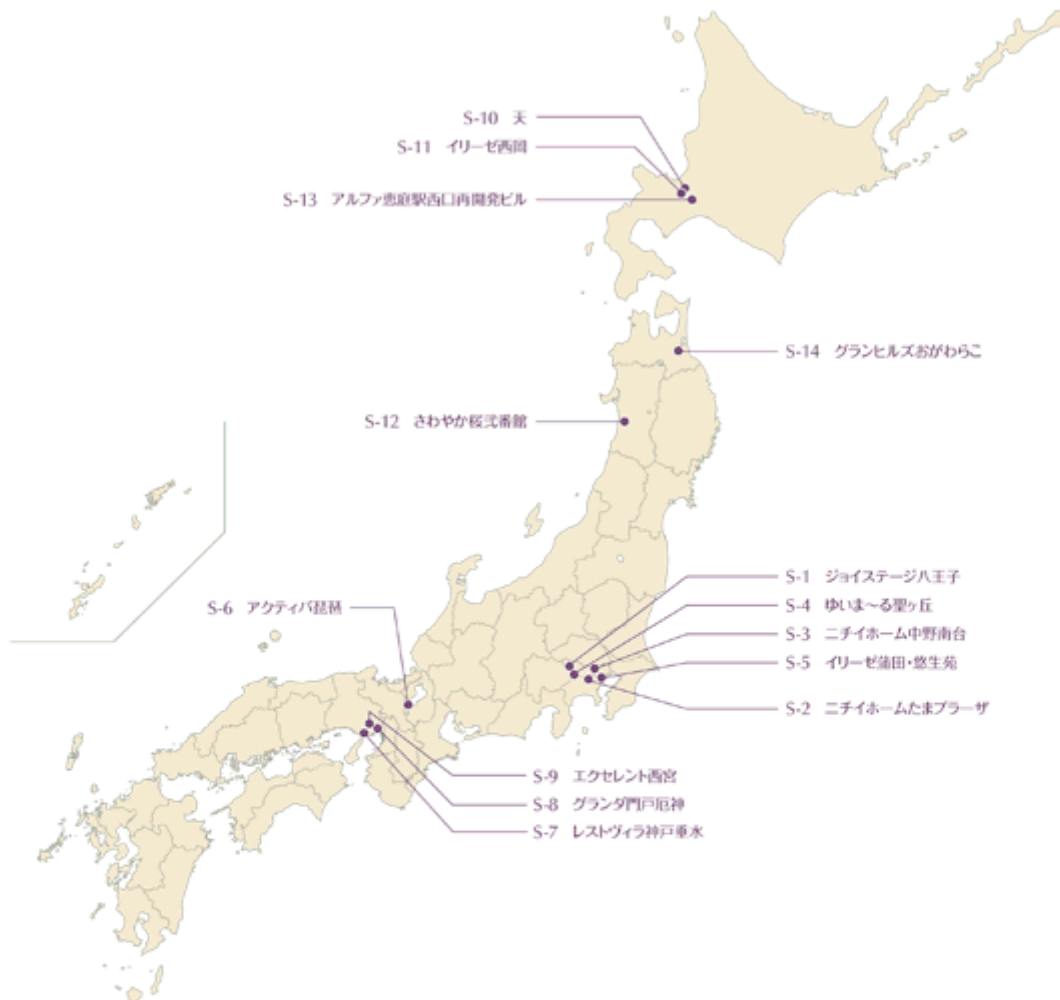 S-10 天
S-11 イリーゼ西岡
S-13 アルファ恵庭駅西口再開発ビル
S-14 グランヒルズおがわらこ
S-12 さわやか桜弐番館
S-1 ジョイステージ八王子
S-4 ゆいま〜る聖ヶ丘
S-3 ニチイホーム中野南台
S-5 イリーゼ蒲田・悠生苑
S-2 ニチイホームたまプラーザ
S-6 アクティバ琵琶
S-9 エクセレント西宮
S-8 グランダ門戸厄神
S-7 レストヴィラ神戸垂水